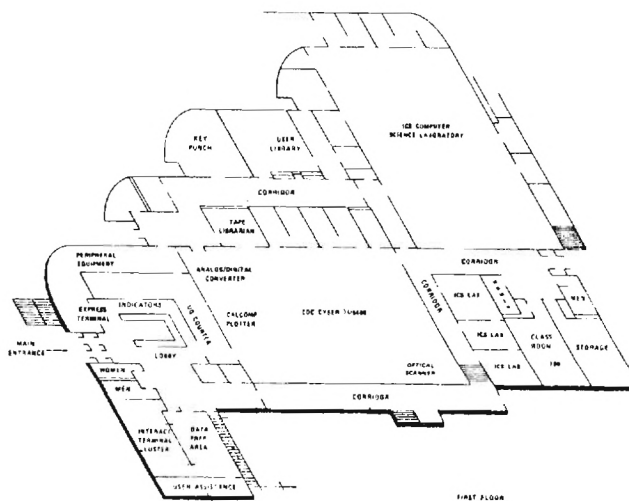 ICS COMPUTER
SCIENCE LABORATORY
KEY
PUNCH
USER
LIBRARY
CORRIDOR
TAPE
LIBRARIAN
PERIPHERAL
EQUIPMENT
ANALOG/DIGITAL
CONVERTER
CORRIDOR
EXPRESS
TERMINAL
INDICATORS
I/O COUNTER
CALCOMP
PLOTTER
CDC CYBER 74/6400
CORRIDOR
ICS LAB
MEN
MAIN
ENTRANCE
LOBBY
ICS LAB
CLASS
ROOM
STORAGE
WOMEN
OPTICAL
SCANNER
ICS LAB
MEN
CORRIDOR
INTERACT
TERMINAL
CLUSTER
DATA
PREP
AREA
USER ASSISTANCE
FIRST FLOOR